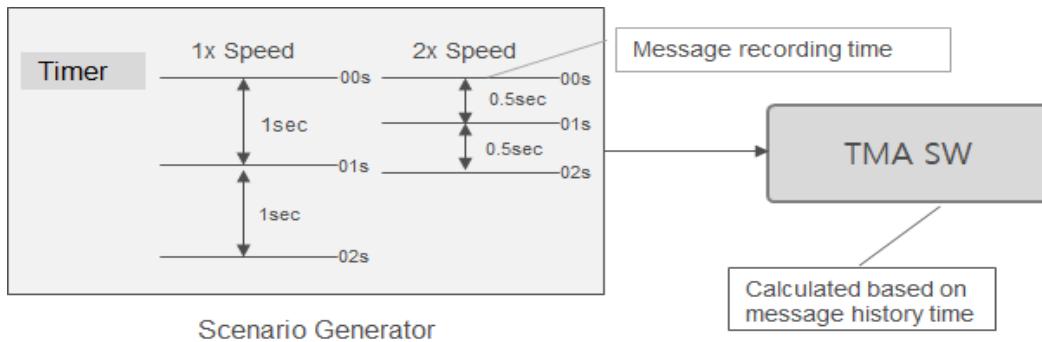 1x Speed
2x Speed
Message recording time
Timer
00s
00s
0.5sec
1sec
01s
0.5sec
01s
02s
1sec
02s
TMA SW
Calculated based on
message history time
Scenario Generator